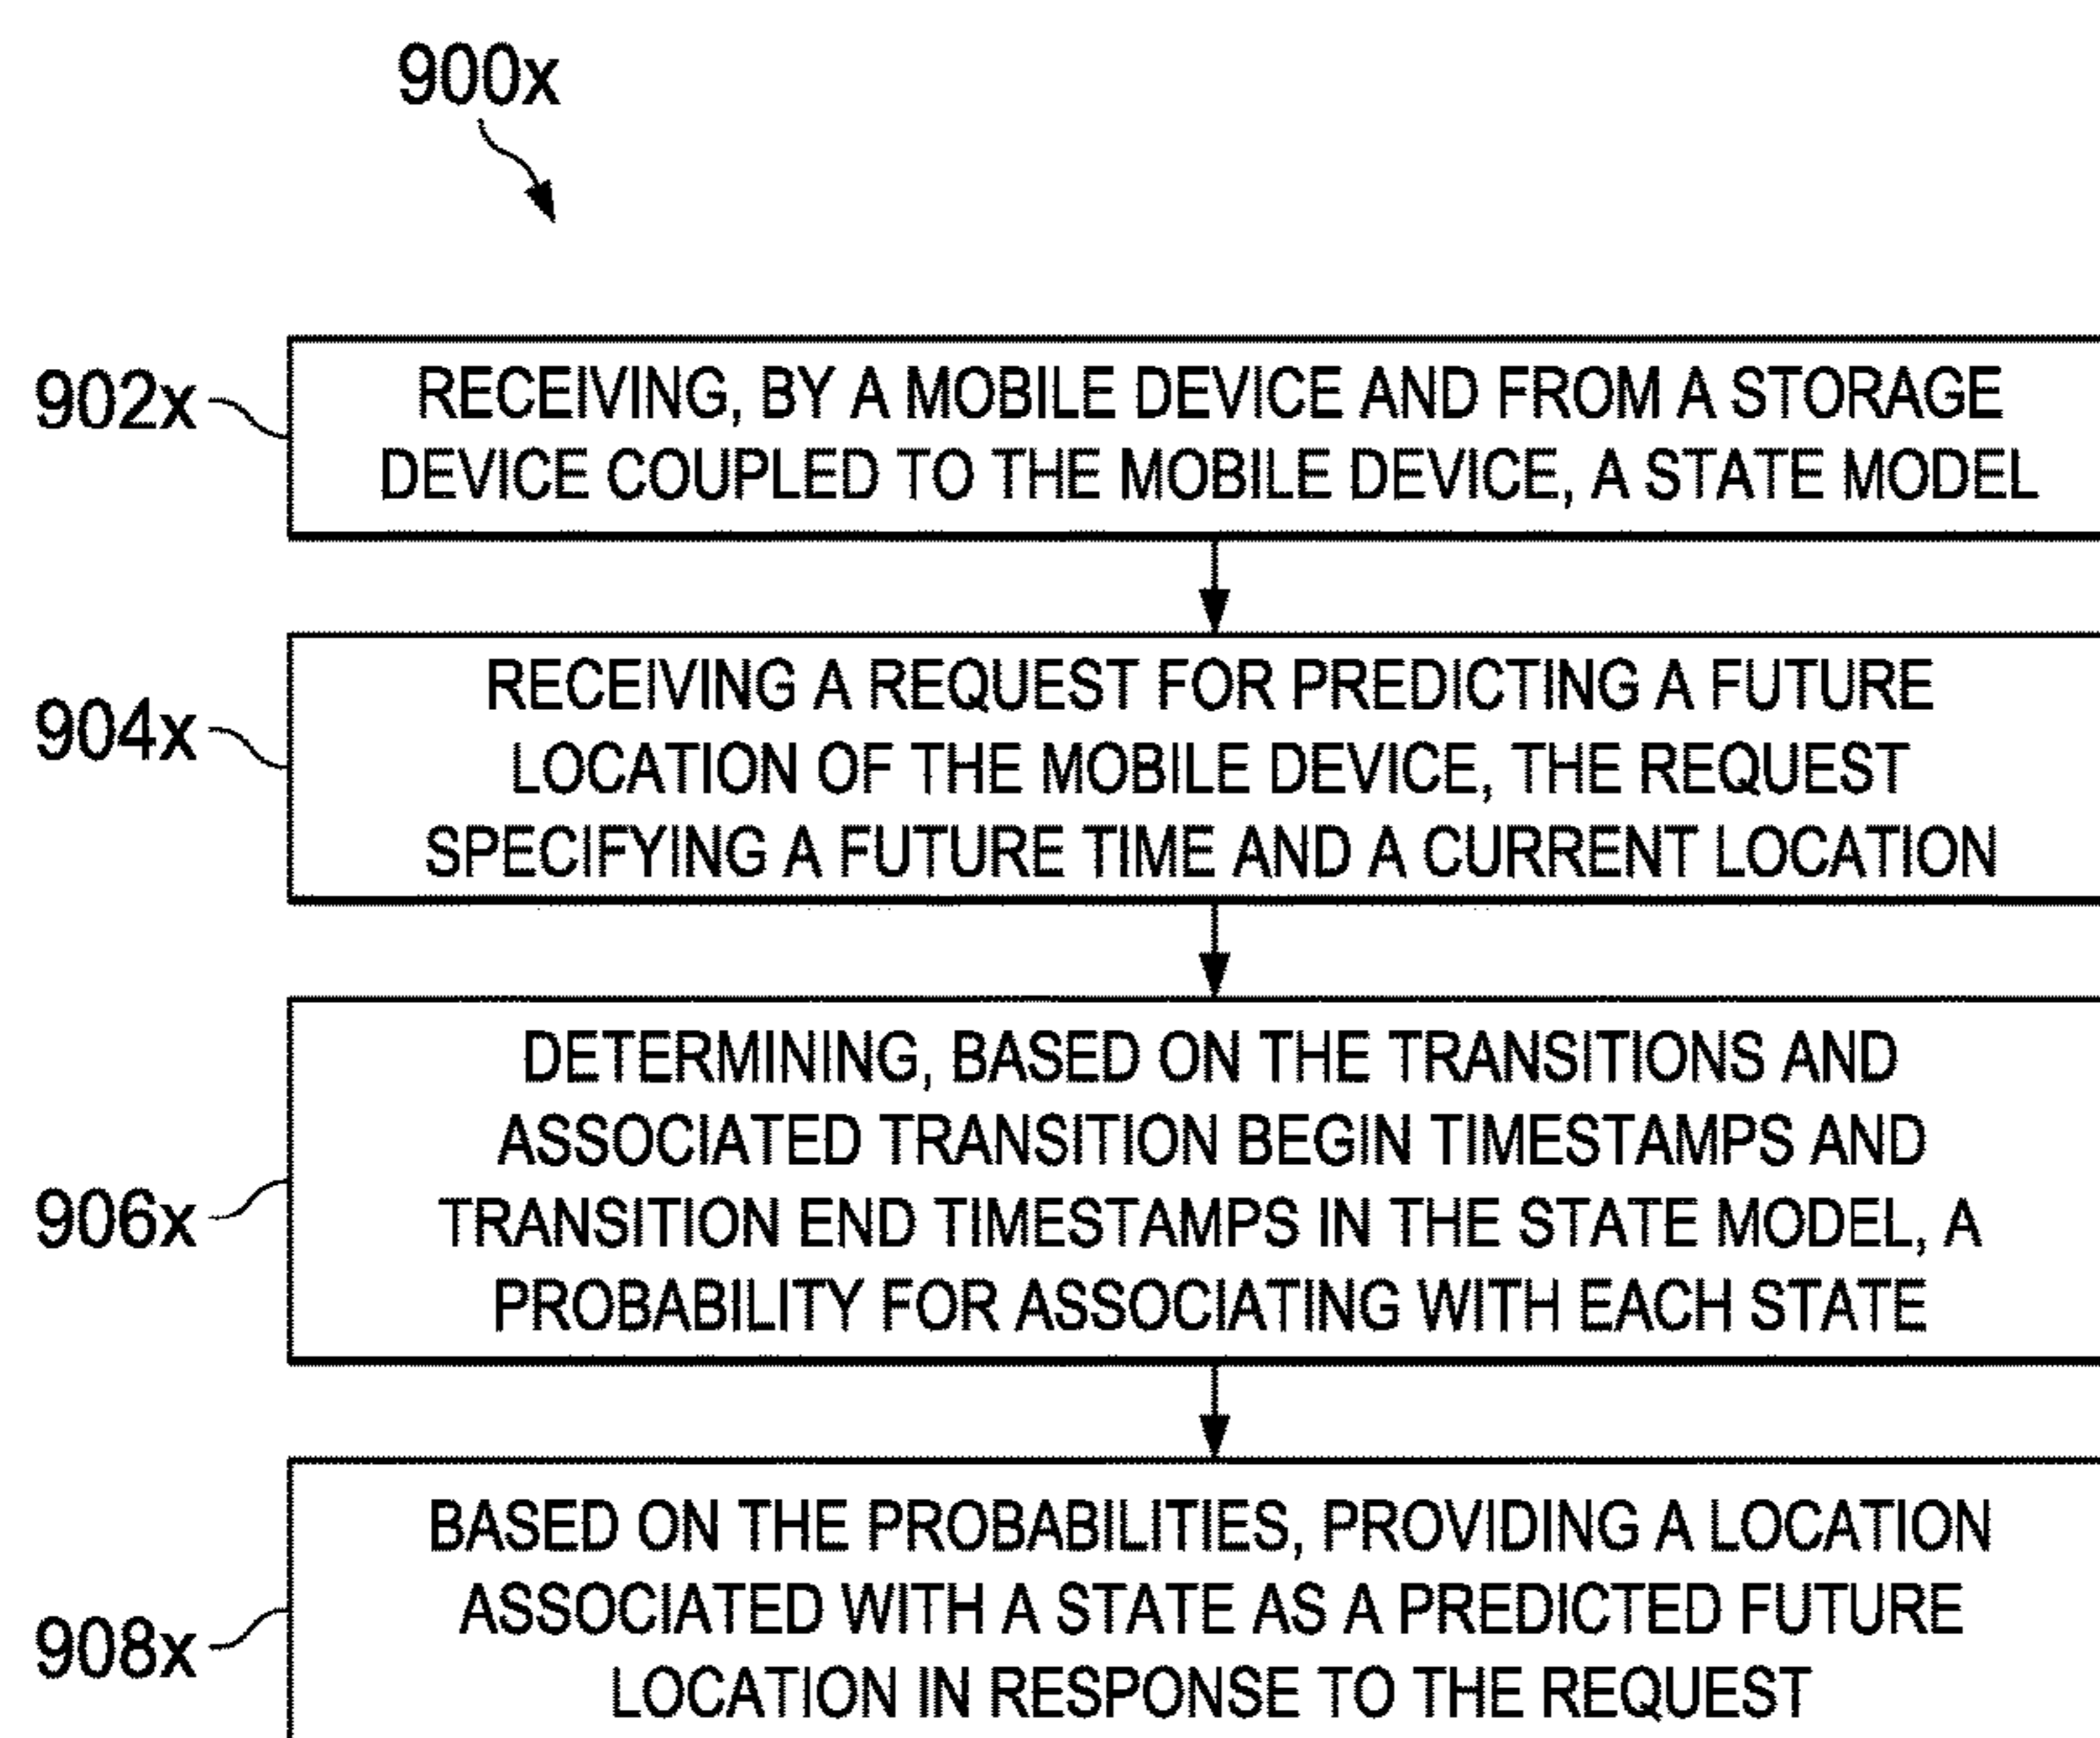 900x
902x
RECEIVING, BY A MOBILE DEVICE AND FROM A STORAGE
DEVICE COUPLED TO THE MOBILE DEVICE, A STATE MODEL
904x
RECEIVING A REQUEST FOR PREDICTING A FUTURE
LOCATION OF THE MOBILE DEVICE, THE REQUEST
SPECIFYING A FUTURE TIME AND A CURRENT LOCATION
906x
DETERMINING, BASED ON THE TRANSITIONS AND
ASSOCIATED TRANSITION BEGIN TIMESTAMPS AND
TRANSITION END TIMESTAMPS IN THE STATE MODEL, A
PROBABILITY FOR ASSOCIATING WITH EACH STATE
908x
BASED ON THE PROBABILITIES, PROVIDING A LOCATION
ASSOCIATED WITH A STATE AS A PREDICTED FUTURE
LOCATION IN RESPONSE TO THE REQUEST